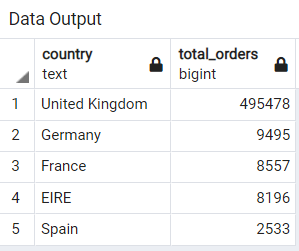 Data Output
country total_orders
text bigint
1 United Kingdom 495478
2 Germany 9495
3 France 8557
4 EIRE 8196
5 Spain 2533